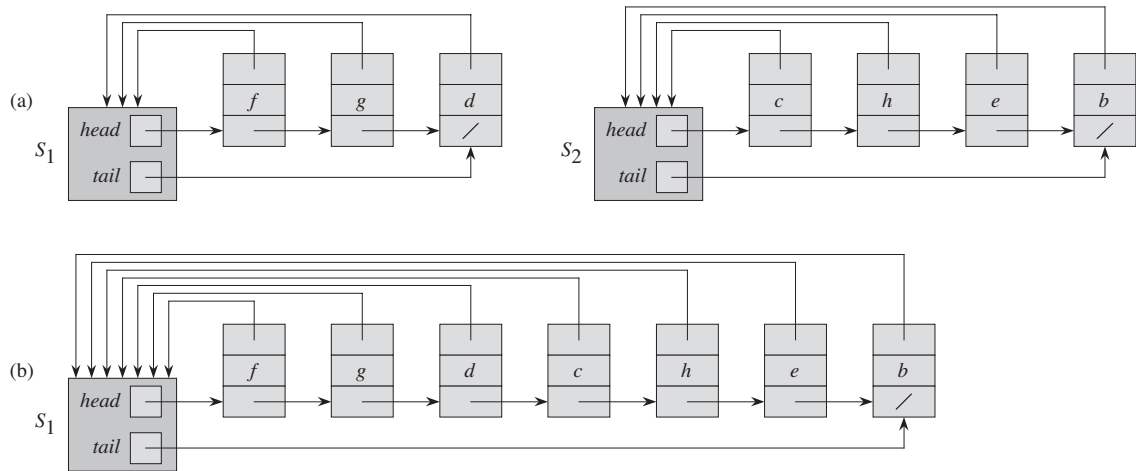 f g d c h e b
(a)
head head
S1 S2
tail tail
f g d c h e b
(b)
head
S1
tail